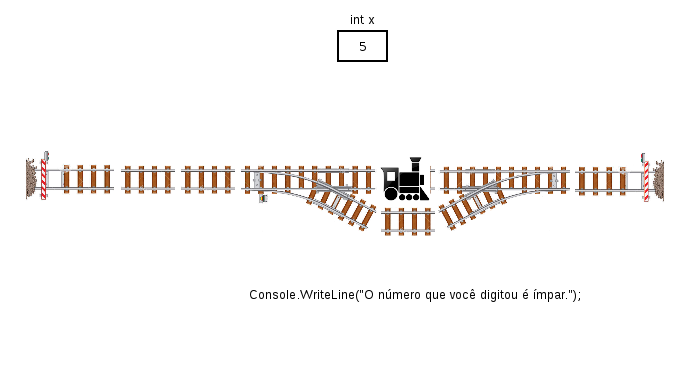 int x
5
Console.WriteLine("O número que você digitou é ímpar.");